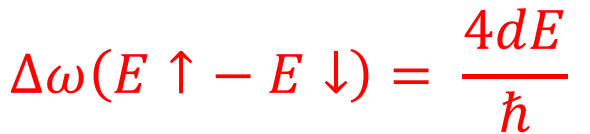 Δω(E ↑ − E ↓) = 4dE/ħ